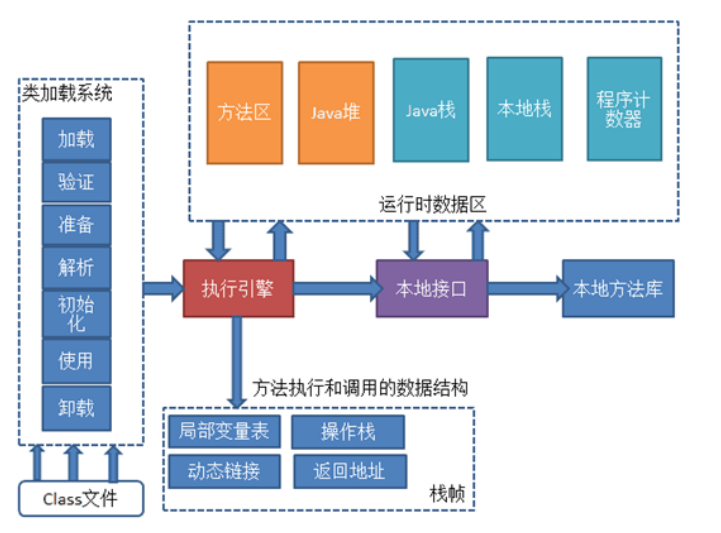 类加载系统
加载
验证
准备
解析
初始
化
使用
卸载
Class文件
方法区
Java堆
Java栈
本地栈
程序计
数器
运行时数据区
执行引擎
本地接口
本地方法库
方法执行和调用的数据结构
局部变量表
操作栈
动态链接
返回地址
栈帧